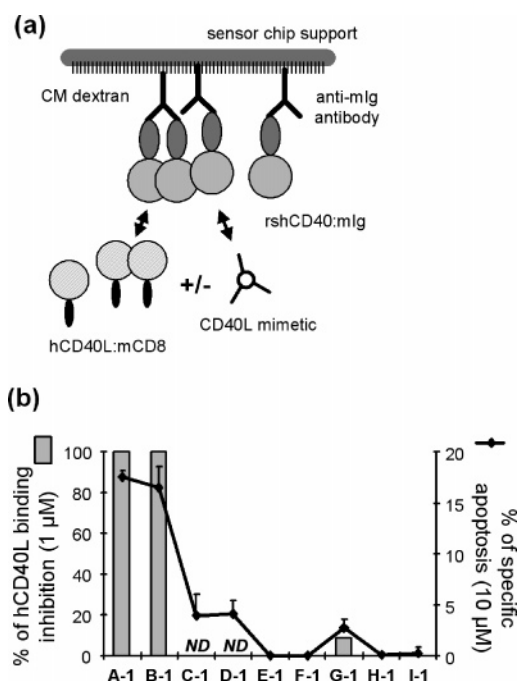 (a)
sensor chip support
CM dextran
anti-mIg
antibody
rshCD40:mIg
+/-
CD40L mimetic
hCD40L:mCD8
(b)
% of hCD40L binding
inhibition (1 µM)
100
80
60
40
20
0
ND ND
20
15
10
5
0
% of specific
apoptosis (10 µM)
A-1 B-1 C-1 D-1 E-1 F-1 G-1 H-1 I-1